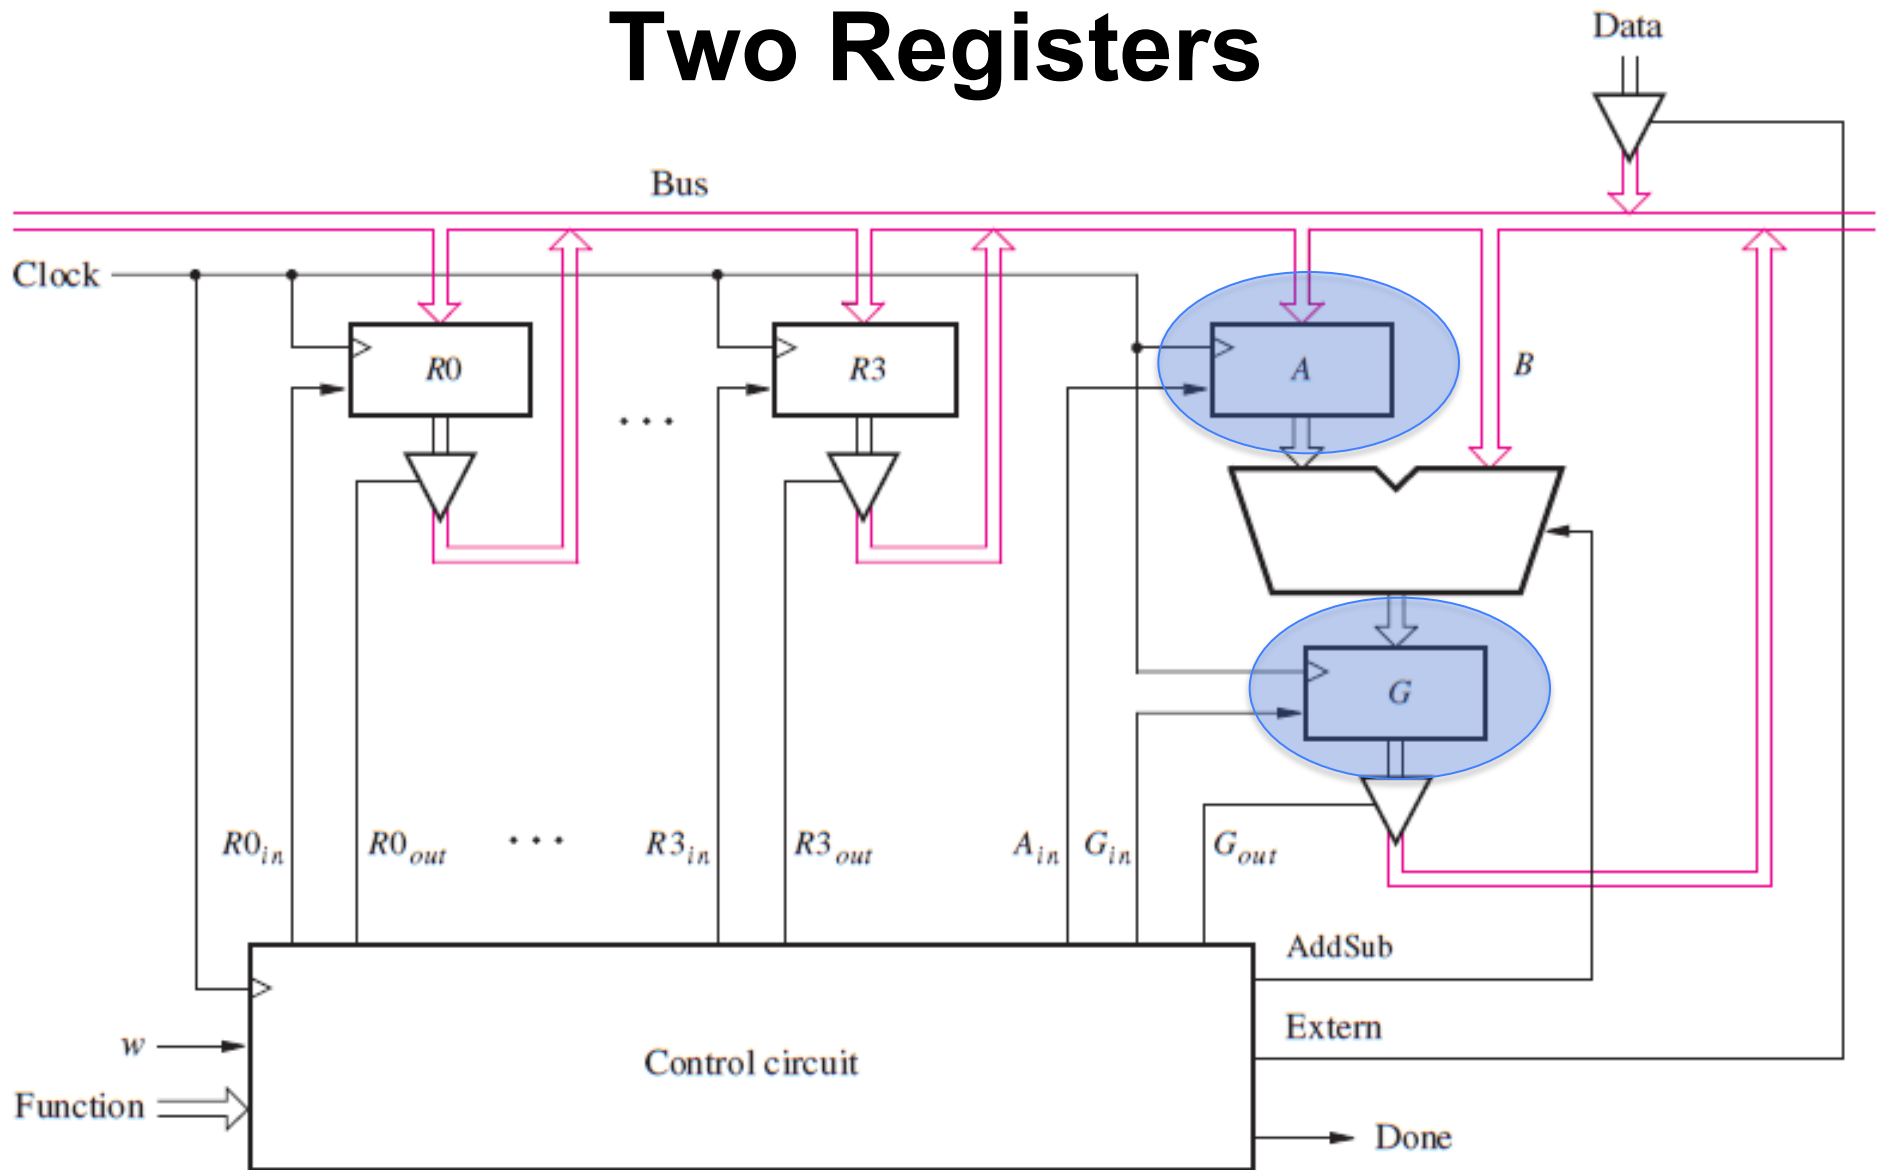 Two Registers
Data
Bus
Clock
R0
R3
A
B
...
G
R0in
R0out
...
R3in
R3out
Ain
Gin
Gout
AddSub
Extern
w
Control circuit
Function
Done